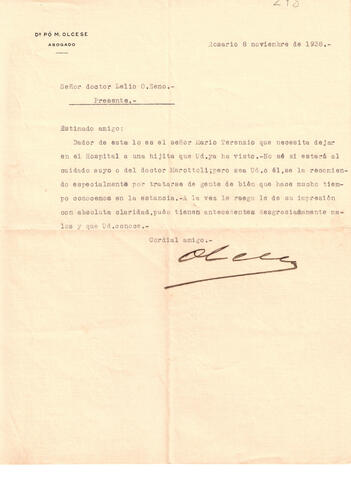 213
Dr PÓ M. OLCESE
ABOGADO
Rosario 8 noviembre de 1938.-
Señor doctor Lelio O.Zeno.
Presente.-
Estimado amigo:
Dador de esta lo es el señor Mario Terenzio que necesita dejar
en el Hospital a una hijita que Ud.ya ha visto.-No sé si estará al
cuidado suyo o del doctor Marottoli;pero sea Ud.ó él,se la recomien
do especialmente por tratarse de gente de bién que hace mucho tiempo
conocemos en la estancia.-A la vez le ruego le de su impresión
con absoluta claridad,pués tienen antecedentes desgraciadamente ma-
los y que Ud.conoce.-
Cordial amigo.-
Olcese